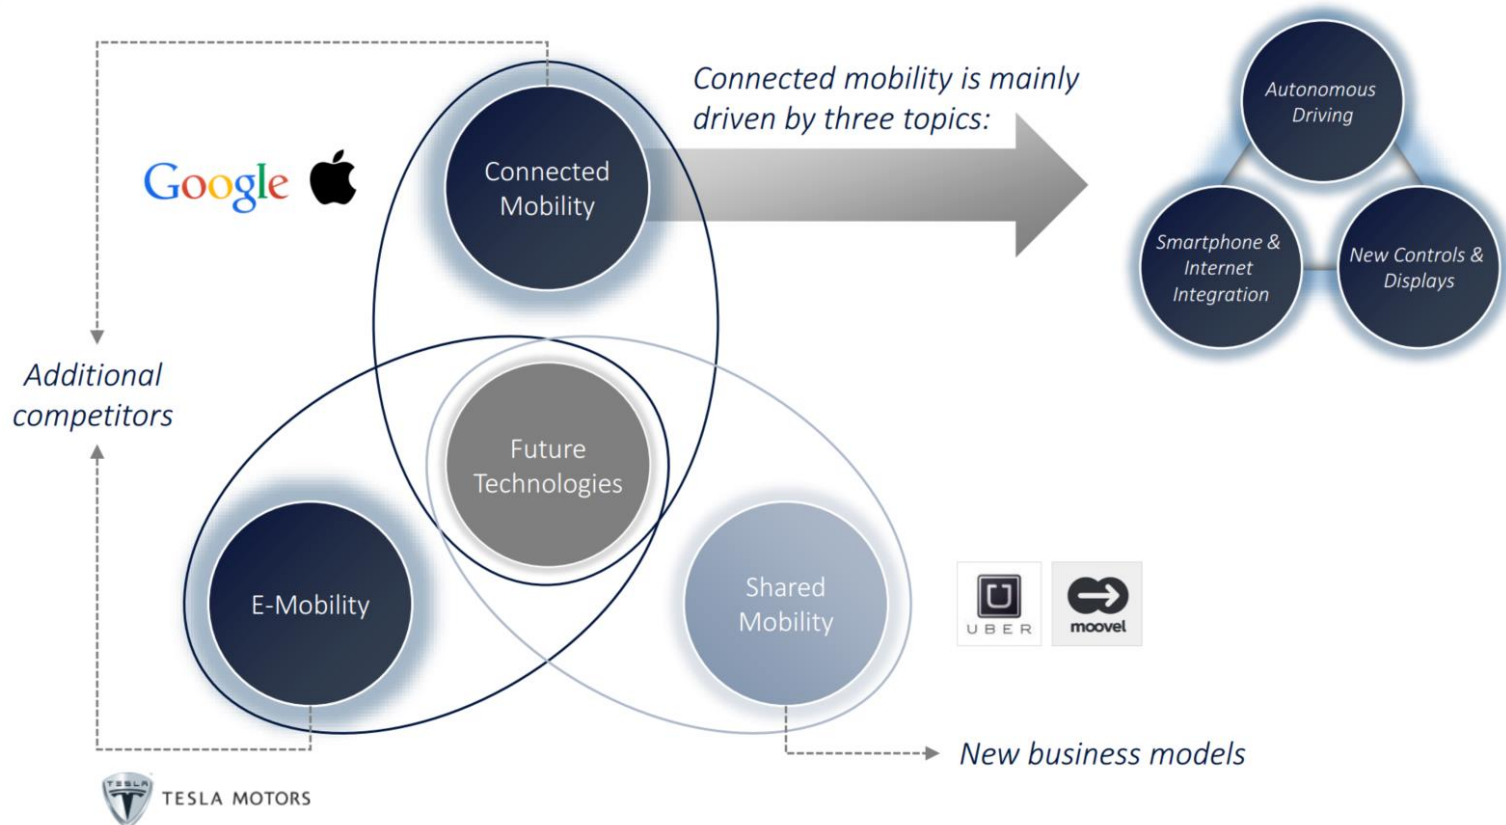 Connected mobility is mainly
driven by three topics:
Autonomous
Driving
Smartphone &
Internet
Integration
New Controls &
Displays
Google
Connected
Mobility
Additional
competitors
Future
Technologies
E-Mobility
Shared
Mobility
UBER
moovel
New business models
TESLA
TESLA MOTORS